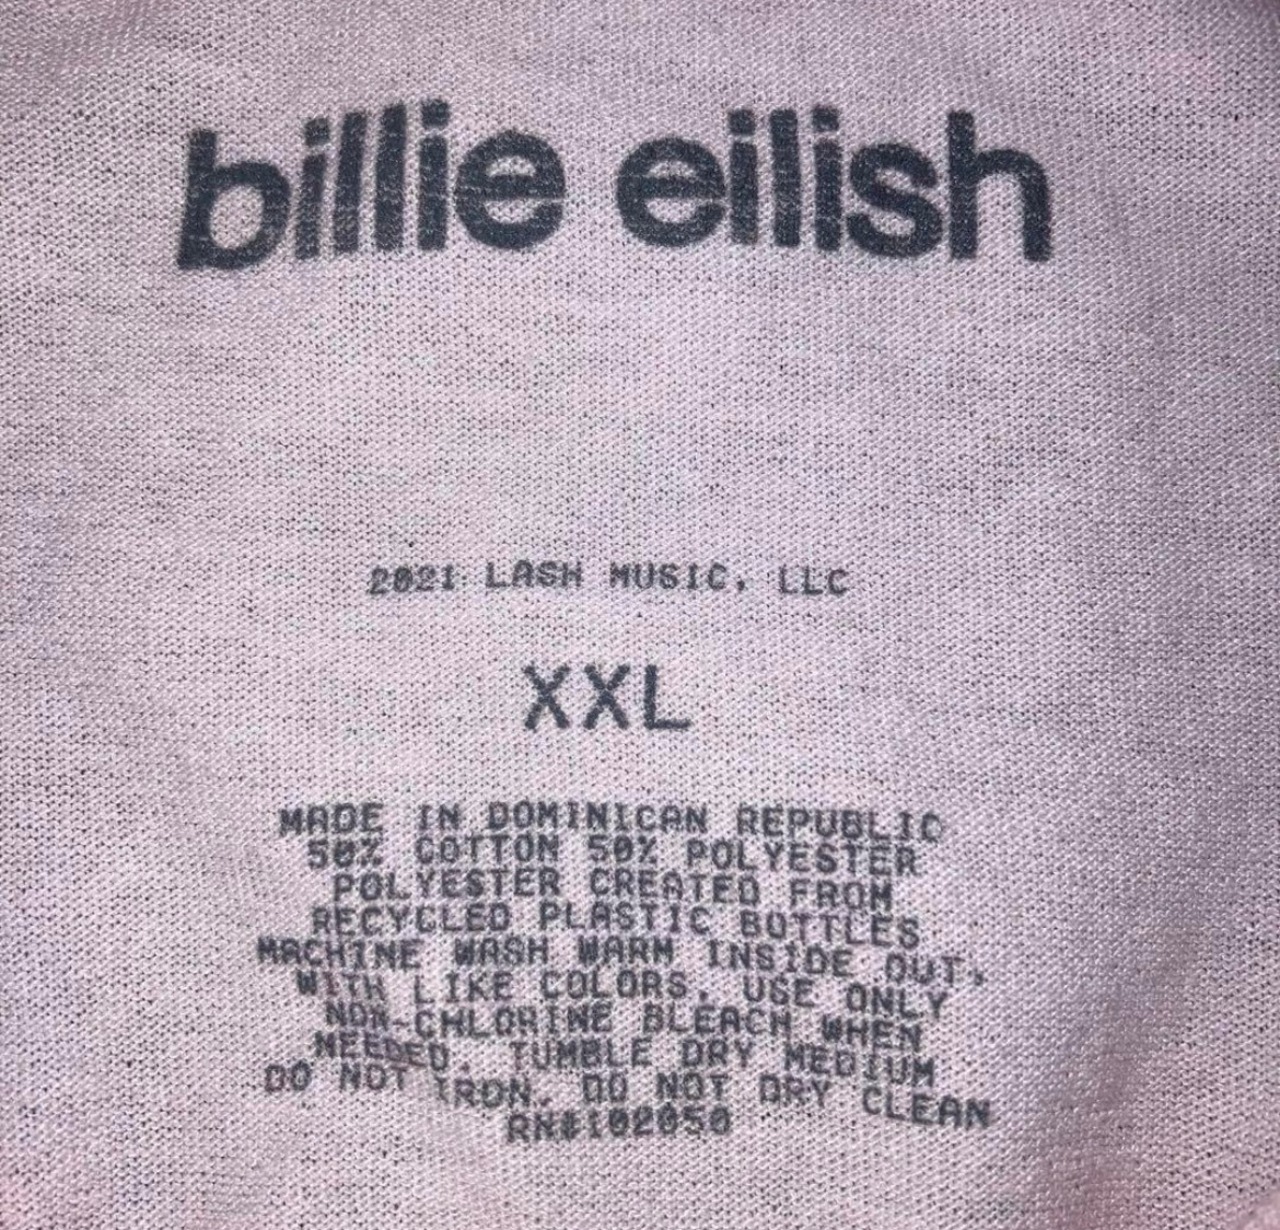 billie eilish
2021 LASH MUSIC, LLC
XXL
MADE IN DOMINICAN REPUBLIC
50% COTTON 50% POLYESTER
POLYESTER CREATED FROM
RECYCLED PLASTIC BOTTLES
MACHINE WASH WARM INSIDE OUT,
WITH LIKE COLORS. USE ONLY
NON-CHLORINE BLEACH WHEN
NEEDED. TUMBLE DRY MEDIUM
DO NOT IRON. DO NOT DRY CLEAN
RN#102050